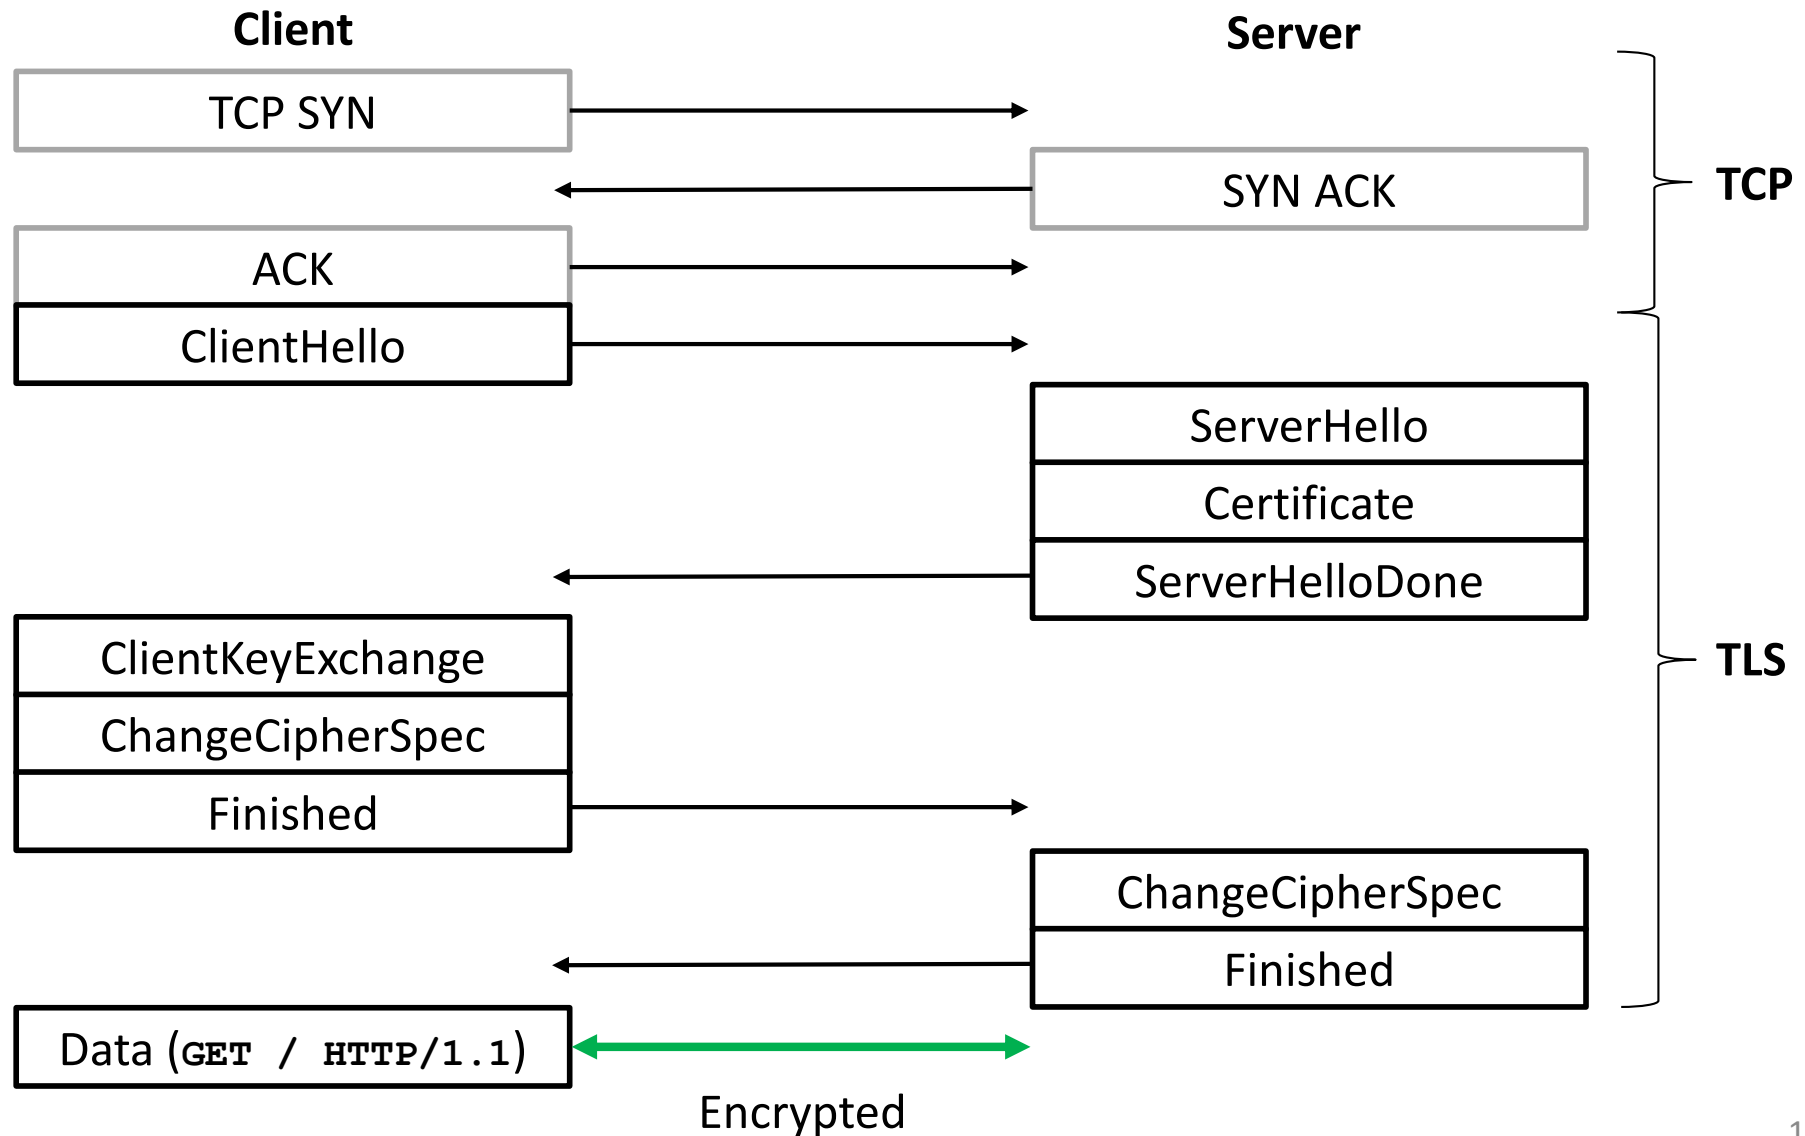 Client
Server
TCP SYN
SYN ACK
TCP
ACK
ClientHello
ServerHello
Certificate
ServerHelloDone
ClientKeyExchange
TLS
ChangeCipherSpec
Finished
ChangeCipherSpec
Finished
Data (GET / HTTP/1.1)
Encrypted
1